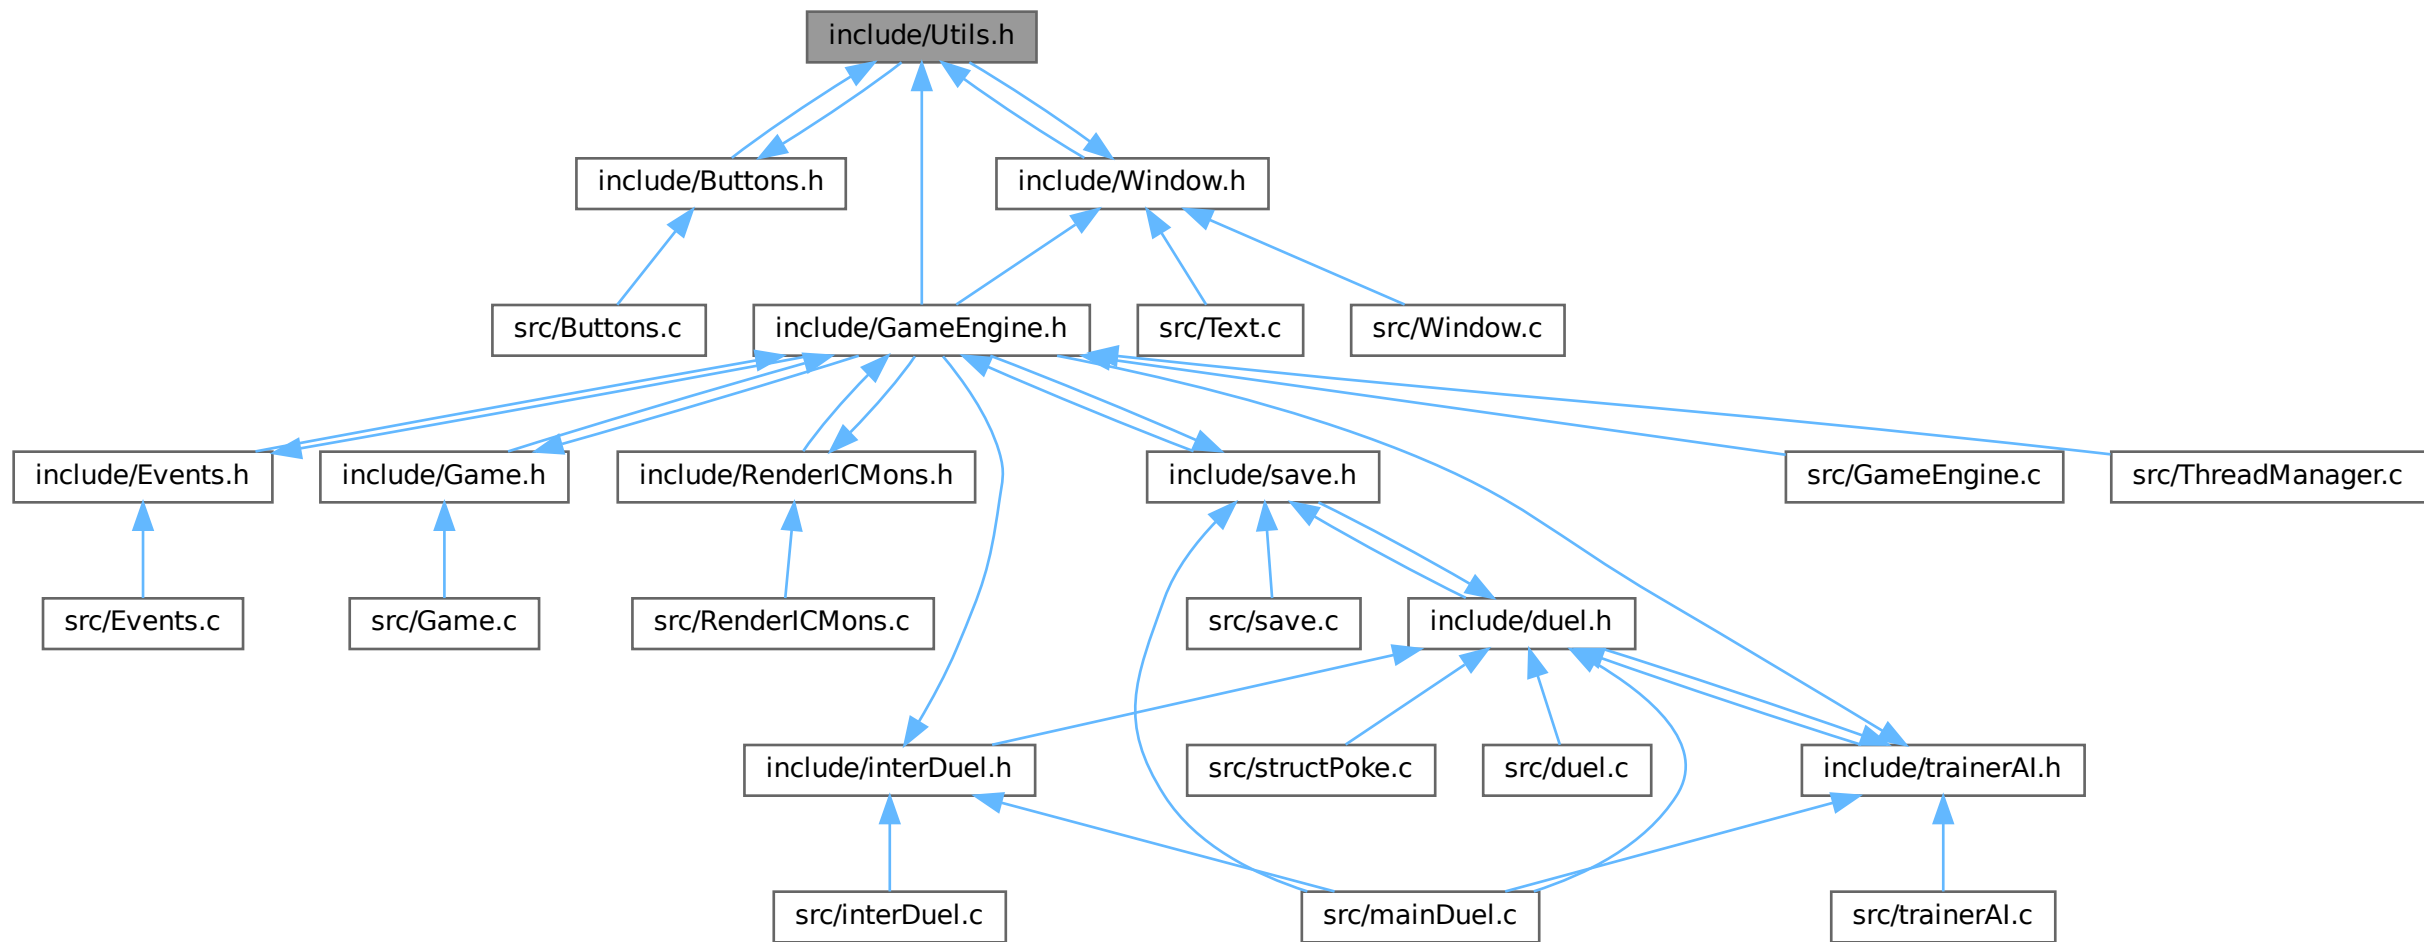 include/Utils.h
include/Buttons.h
include/Window.h
src/Buttons.c
include/GameEngine.h
src/Text.c
src/Window.c
include/Events.h
include/Game.h
include/RenderICMons.h
include/save.h
src/GameEngine.c
src/ThreadManager.c
src/Events.c
src/Game.c
src/RenderICMons.c
src/save.c
include/duel.h
include/interDuel.h
src/structPoke.c
src/duel.c
include/trainerAI.h
src/interDuel.c
src/mainDuel.c
src/trainerAI.c